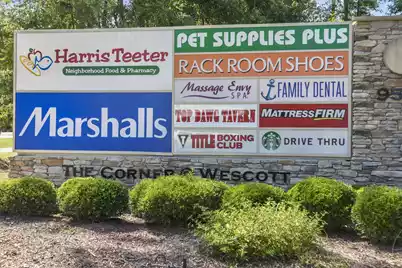 Harris Teeter
Neighborhood Food & Pharmacy
Marshalls
PET SUPPLIES PLUS
RACK ROOM SHOES
Massage Envy
SPA
FAMILY DENTAL
TOP DAWG TAVERN
MATTRESS FIRM
TITLE BOXING
CLUB
DRIVE THRU
THE CORNER @ WESCOTT